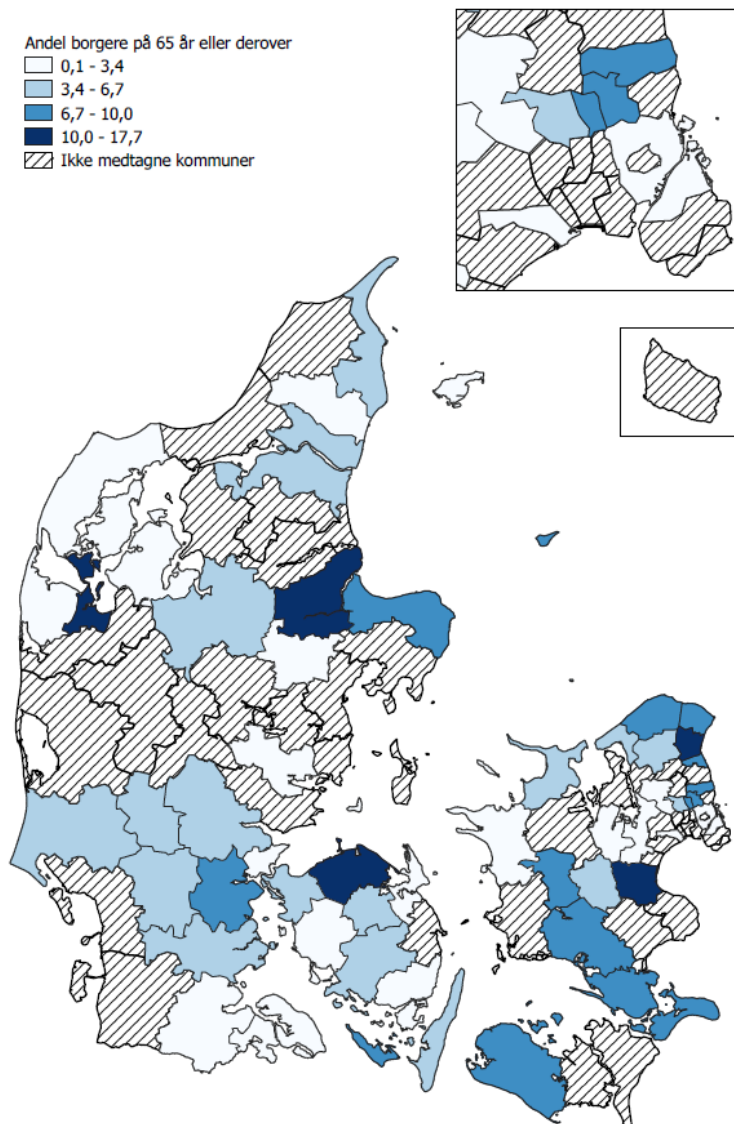 Andel borgere på 65 år eller derover
0,1 - 3,4
3,4 - 6,7
6,7 - 10,0
10,0 - 17,7
Ikke medtagne kommuner